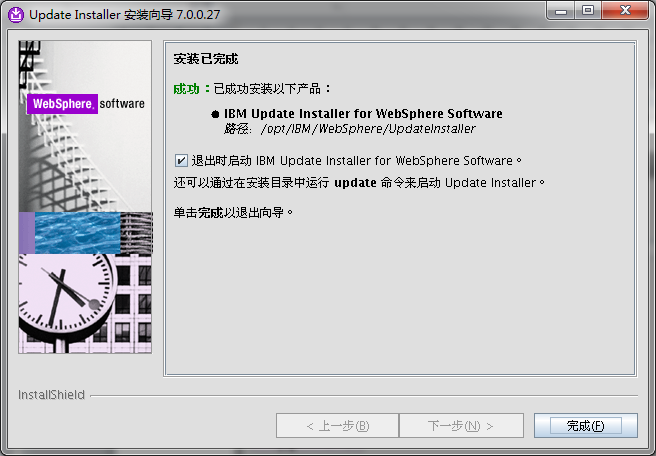 Update Installer 安装向导 7.0.0.27
WebSphere. software
安装已完成
成功：已成功安装以下产品：
● IBM Update Installer for WebSphere Software
路径：/opt/IBM/WebSphere/UpdateInstaller
退出时启动 IBM Update Installer for WebSphere Software。
还可以通过在安装目录中运行 update 命令来启动 Update Installer。
单击完成以退出向导。
InstallShield
< 上一步(B)
下一步(N) >
完成(F)